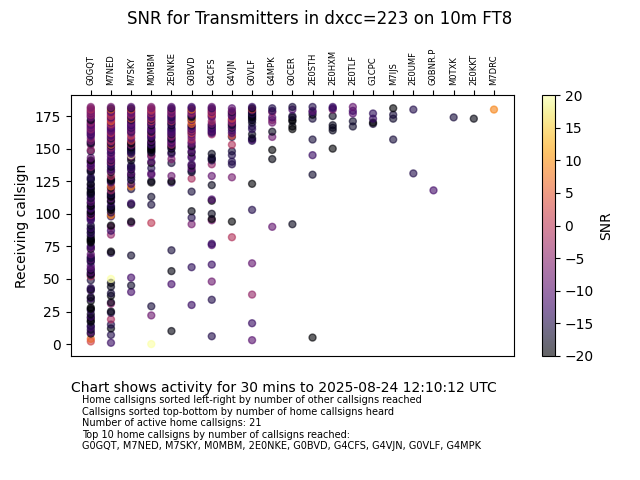 SNR for Transmitters in dxcc=223 on 10m FT8
G0GQT M7NED M7SKY M0MBM 2E0NKE G0BVD G4CFS G4VJN G0VLF G4MPK G0CER 2E0STH 2E0HXM 2E0TLF G1CPC M7IJS 2E0UMF G0BNR.P M0TXK 2E0KKT M7DRC
175
150
125
100
75
50
25
0
Receiving callsign
20
15
10
5
0
−5
−10
−15
−20
SNR
Chart shows activity for 30 mins to 2025-08-24 12:10:12 UTC
Home callsigns sorted left-right by number of other callsigns reached
Callsigns sorted top-bottom by number of home callsigns heard
Number of active home callsigns: 21
Top 10 home callsigns by number of callsigns reached:
G0GQT, M7NED, M7SKY, M0MBM, 2E0NKE, G0BVD, G4CFS, G4VJN, G0VLF, G4MPK